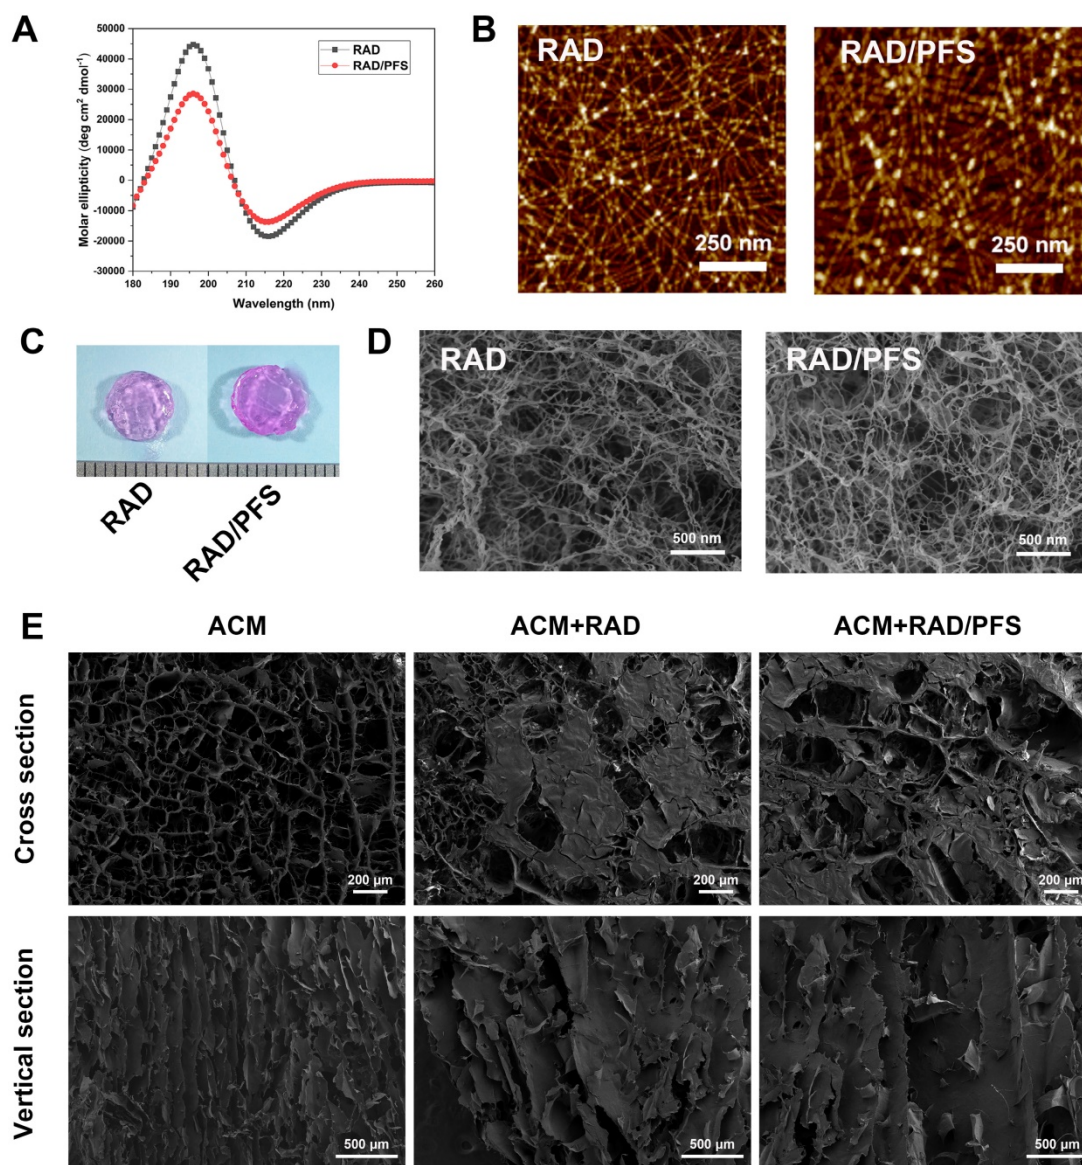 A
Molar ellipticity (deg cm² dmol⁻¹)
50000
40000
30000
20000
10000
0
-10000
-20000
-30000
180 190 200 210 220 230 240 250 260
Wavelength (nm)
RAD
RAD/PFS
B
RAD
250 nm
RAD/PFS
250 nm
C
RAD
RAD/PFS
D
RAD
500 nm
RAD/PFS
500 nm
E
ACM
ACM+RAD
ACM+RAD/PFS
Cross section
200 μm
200 μm
200 μm
Vertical section
500 μm
500 μm
500 μm